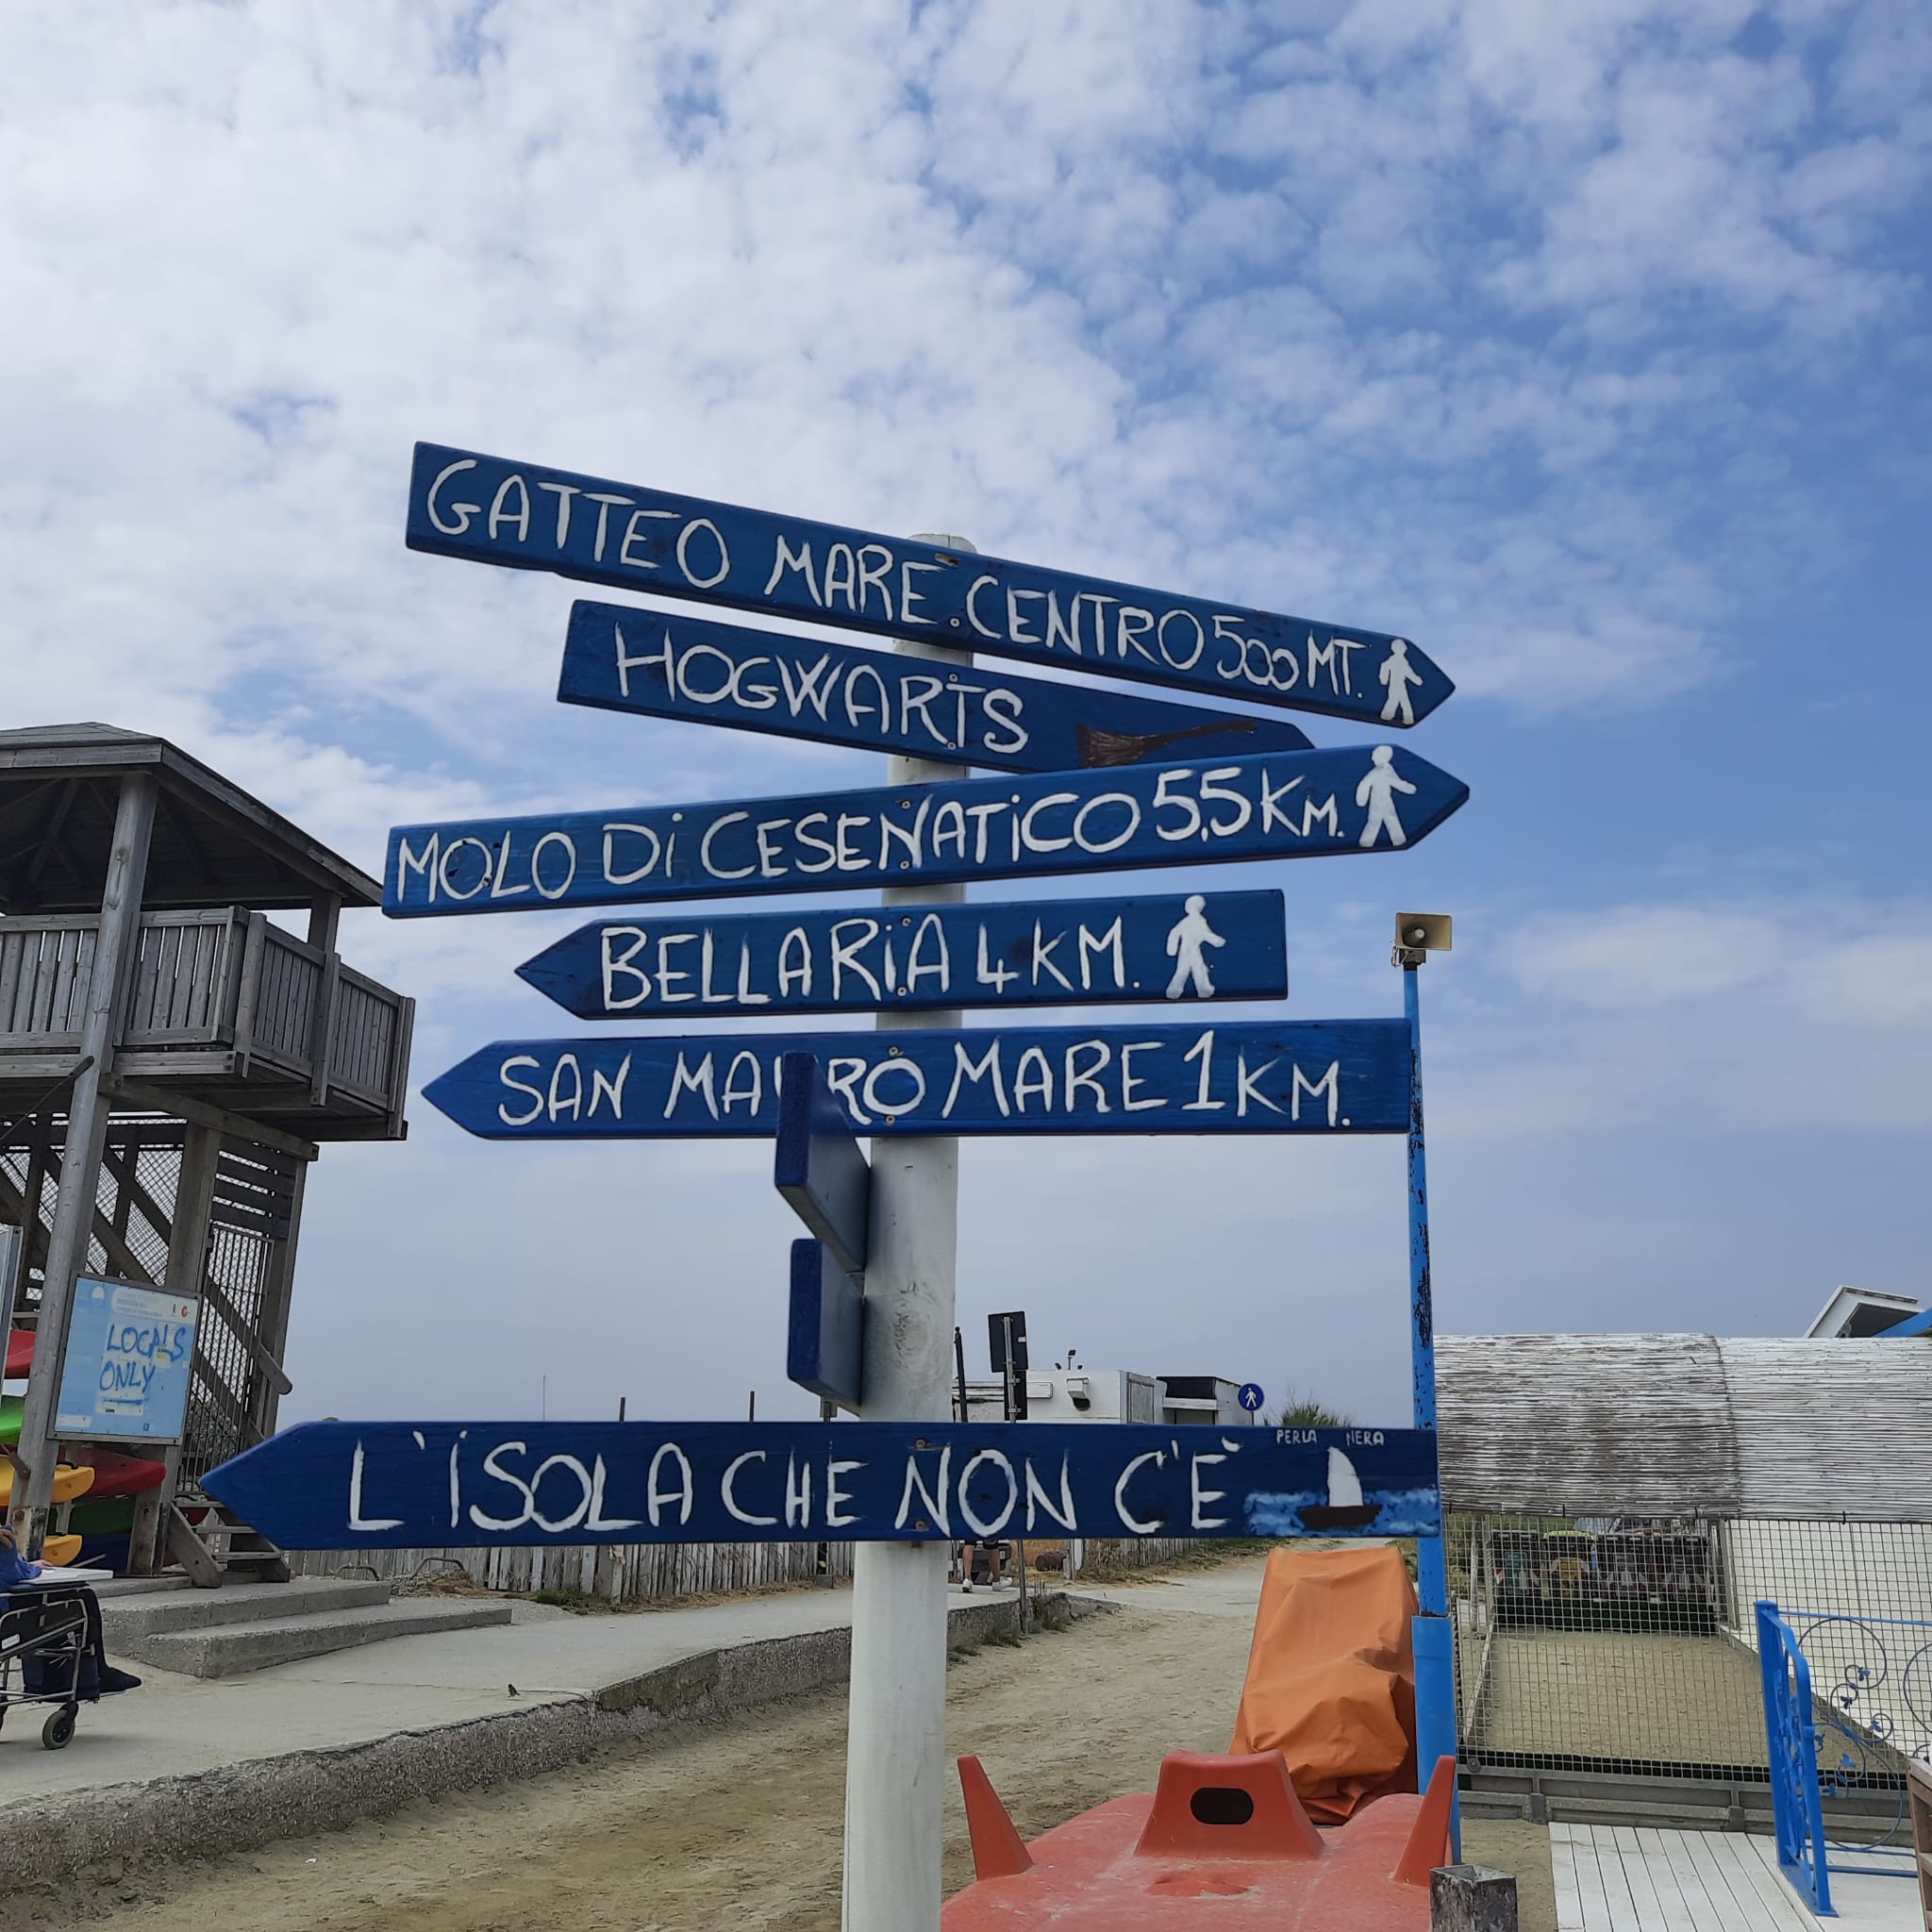 GATTEO MARE.CENTRO 500 MT.
HOGWARTS
MOLO Di CESENATiCO 5,5 KM.
BELLARiA 4 KM.
SAN MAURO MARE 1 KM.
LOCALS
ONLY
PERLA NERA
L'ISOLA CHE NON C'È